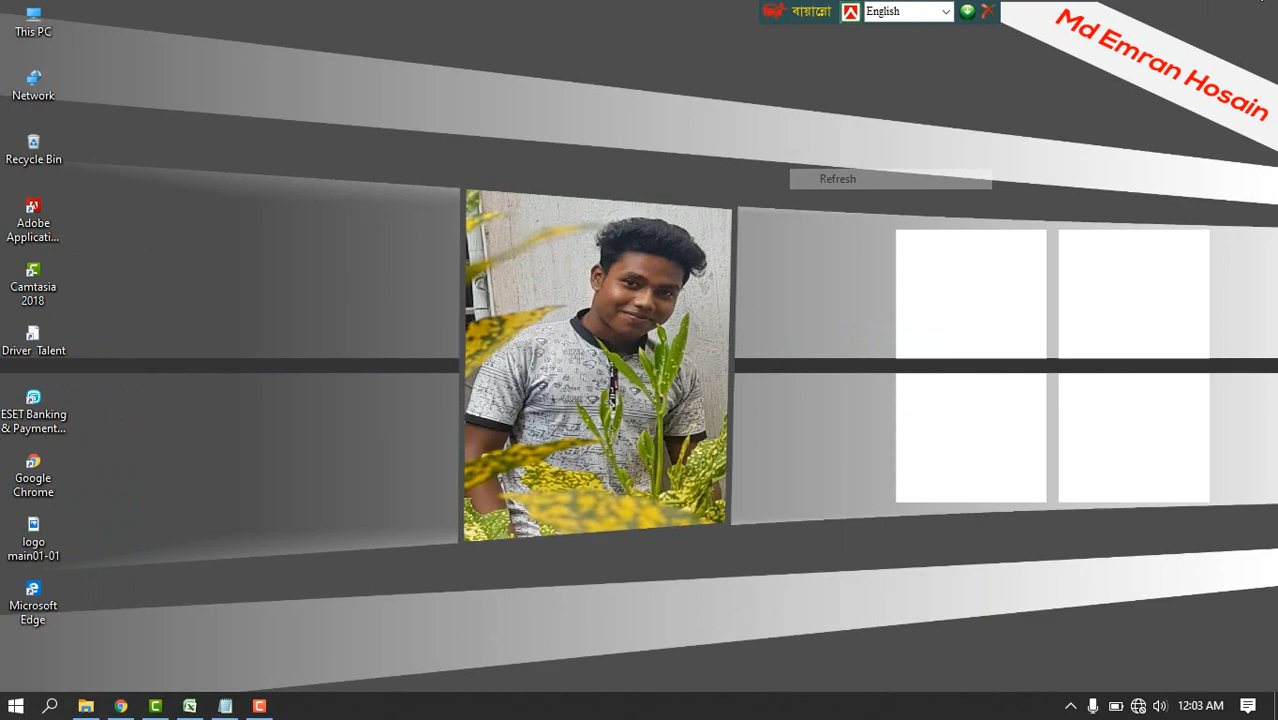 বায়ান্নো
English
Md Emran Hosain
This PC
Network
Recycle Bin
Adobe
Applicati...
Camtasia
2018
Driver Talent
ESET Banking
& Payment...
Google
Chrome
logo
main01-01
Microsoft
Edge
Refresh
12:03 AM